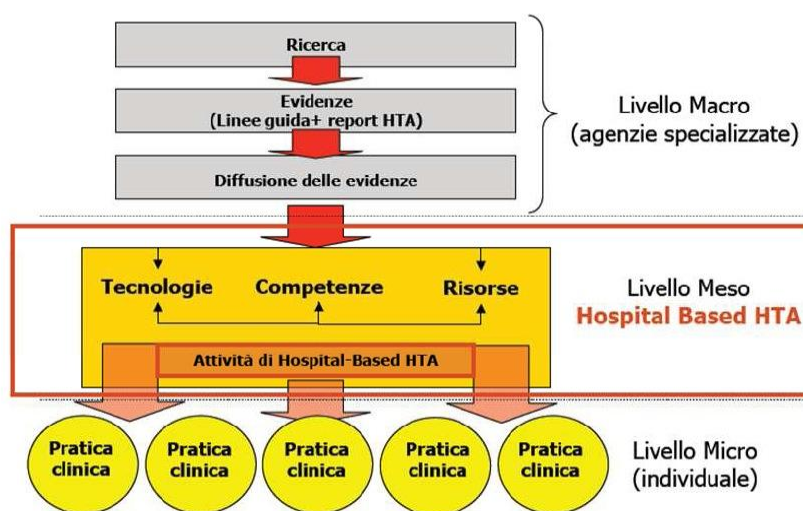 Ricerca
Evidenze
(Linee guida+ report HTA)
Diffusione delle evidenze
Livello Macro
(agenzie specializzate)
Tecnologie
Competenze
Risorse
Livello Meso
Hospital Based HTA
Attività di Hospital-Based HTA
Pratica
clinica
Pratica
clinica
Pratica
clinica
Pratica
clinica
Pratica
clinica
Livello Micro
(individuale)